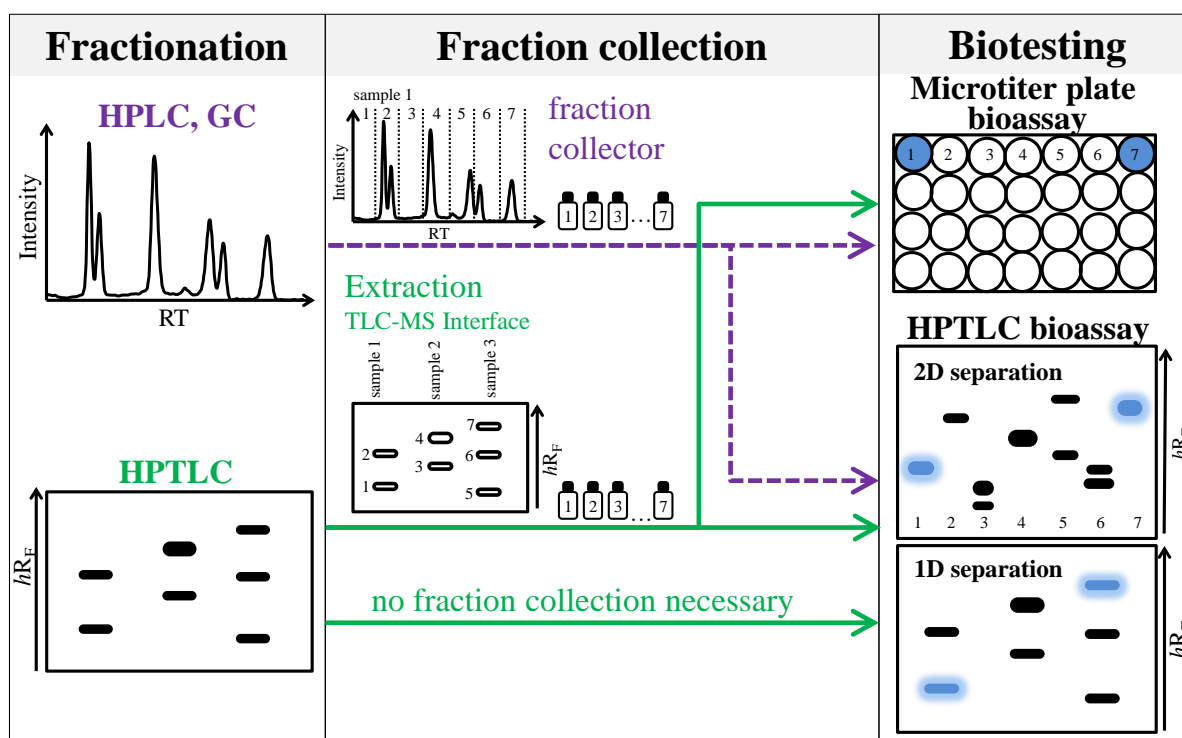 Fractionation
Fraction collection
Biotesting
HPLC, GC
Intensity
RT
HPTLC
hRF
sample 1
1 2 3 4 5 6 7
Intensity
RT
fraction
collector
1 2 3 ... 7
Extraction
TLC-MS Interface
sample 1
sample 2
sample 3
2
1
4
3
7
6
5
hRF
1 2 3 ... 7
no fraction collection necessary
Microtiter plate
bioassay
1 2 3 4 5 6 7
HPTLC bioassay
2D separation
1 2 3 4 5 6 7
hRF
1D separation
hRF